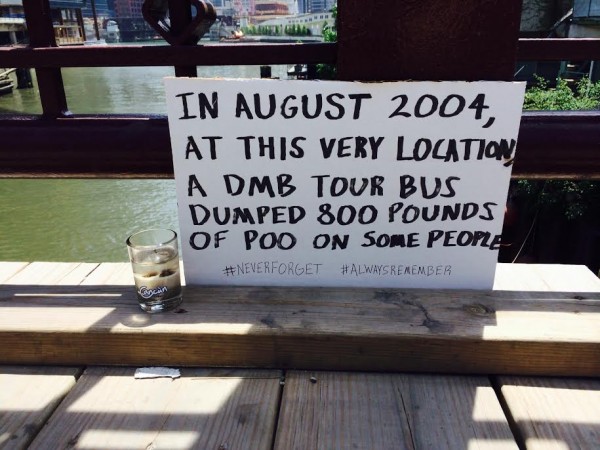 IN AUGUST 2004,
AT THIS VERY LOCATION
A DMB TOUR BUS
DUMPED 800 POUNDS
OF POO ON SOME PEOPLE
#NEVERFORGET #ALWAYSREMEMBER
Cancún